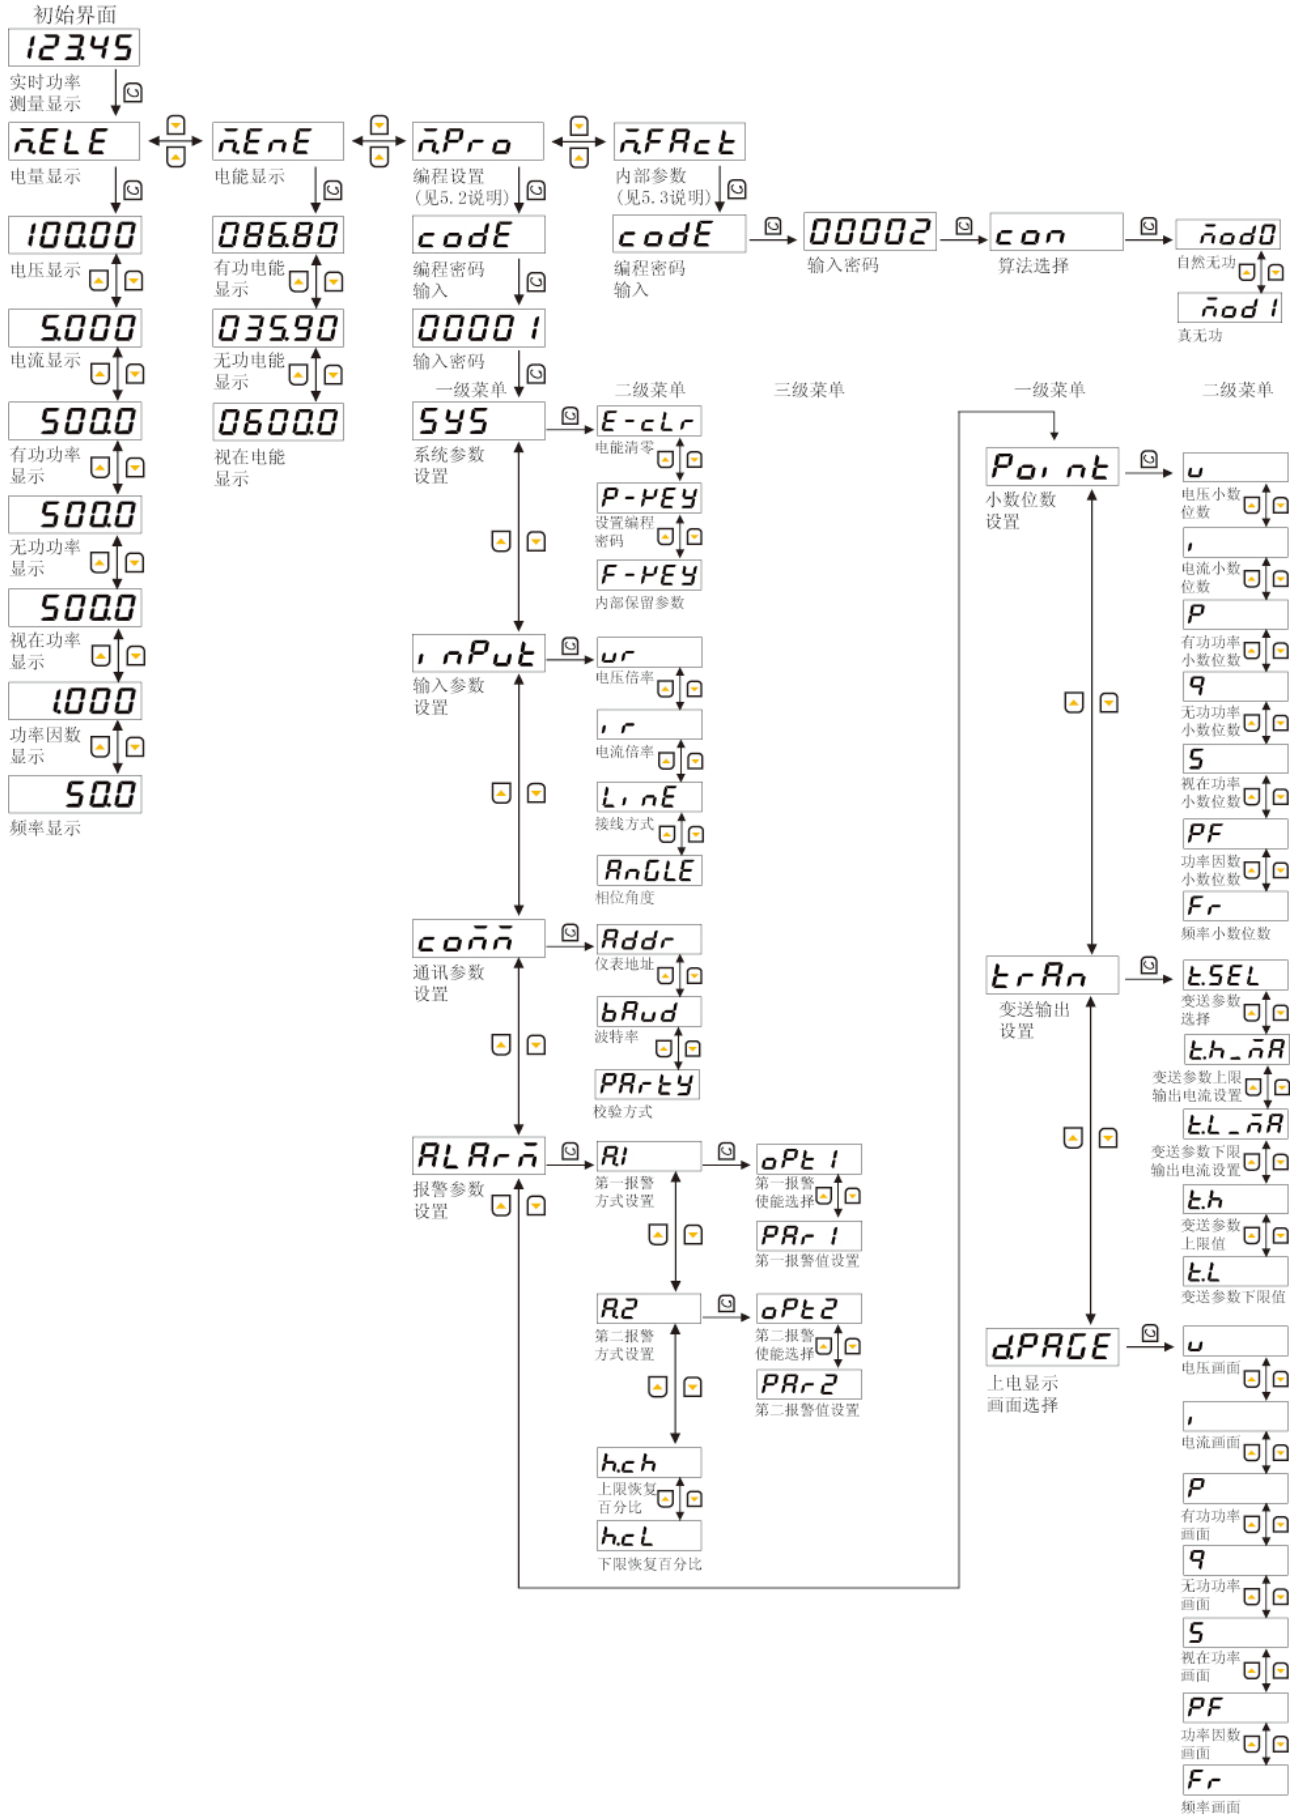 初始界面
123.45
实时功率
测量显示
M.ELE
电量显示
100.00
电压显示
5.000
电流显示
500.0
有功功率
显示
500.0
无功功率
显示
500.0
视在功率
显示
1.000
功率因数
显示
50.0
频率显示
M.EnE
电能显示
086.80
有功电能
显示
035.90
无功电能
显示
0600.0
视在电能
显示
M.Pro
编程设置
(见5.2说明)
codE
编程密码
输入
00001
输入密码
M.FAct
内部参数
(见5.3说明)
codE
编程密码
输入
00002
输入密码
con
算法选择
Mod0
自然无功
Mod1
真无功
一级菜单
二级菜单
三级菜单
SYS
系统参数
设置
E-cLr
电能清零
P-KEY
设置编程
密码
F-KEY
内部保留参数
inPut
输入参数
设置
ur
电压倍率
ir
电流倍率
LinE
接线方式
AnGLE
相位角度
coMM
通讯参数
设置
Addr
仪表地址
bAud
波特率
PArtY
校验方式
ALArM
报警参数
设置
A.1
第一报警
方式设置
oPt1
第一报警
使能选择
PAr1
第一报警值设置
A.2
第二报警
方式设置
oPt2
第二报警
使能选择
PAr2
第二报警值设置
h.ch
上限恢复
百分比
h.cL
下限恢复百分比
一级菜单
二级菜单
Point
小数位数
设置
u
电压小数
位数
i
电流小数
位数
P
有功功率
小数位数
q
无功功率
小数位数
S
视在功率
小数位数
PF
功率因数
小数位数
Fr
频率小数位数
trAn
变送输出
设置
t.SEL
变送参数
选择
t.h_MA
变送参数上限
输出电流设置
t.L_MA
变送参数下限
输出电流设置
t.h
变送参数
上限值
t.L
变送参数下限值
d.PAGE
上电显示
画面选择
u
电压画面
i
电流画面
P
有功功率
画面
q
无功功率
画面
S
视在功率
画面
PF
功率因数
画面
Fr
频率画面